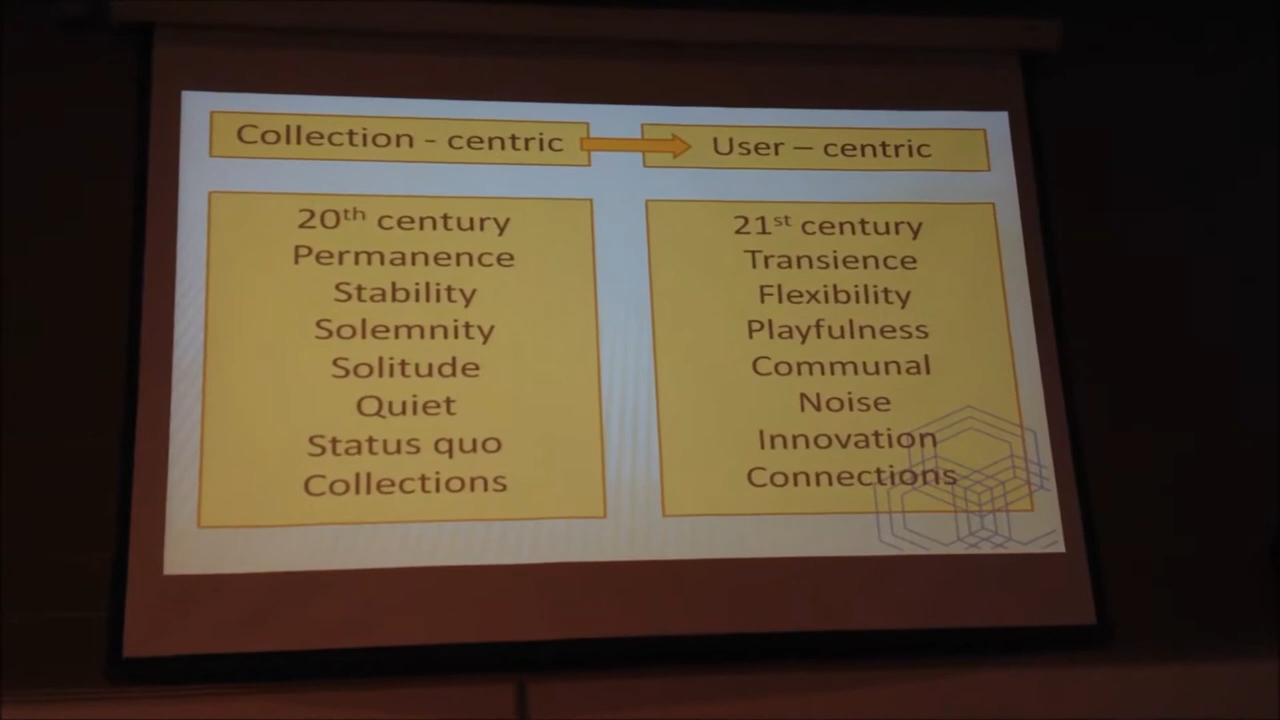 Collection - centric
User – centric
20th century
Permanence
Stability
Solemnity
Solitude
Quiet
Status quo
Collections
21st century
Transience
Flexibility
Playfulness
Communal
Noise
Innovation
Connections